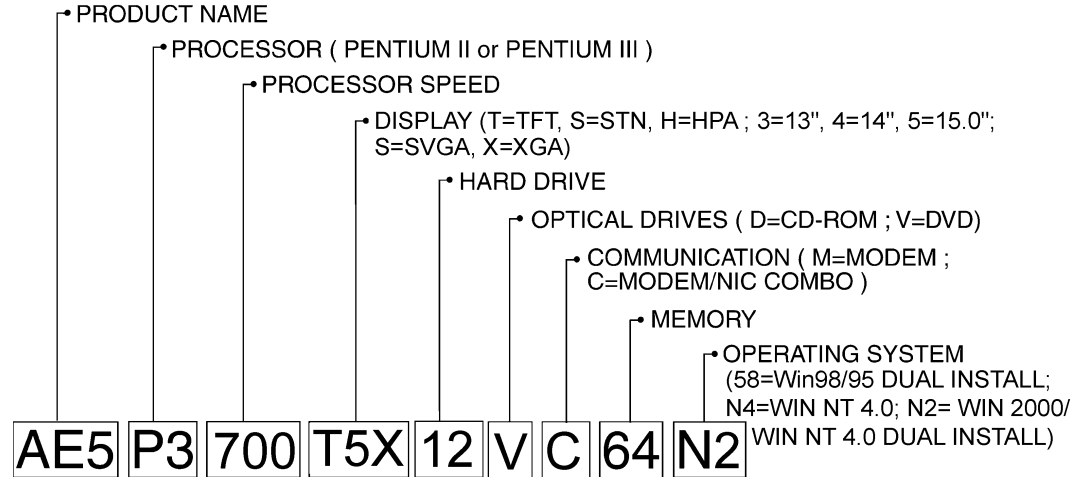 PRODUCT NAME
PROCESSOR ( PENTIUM II or PENTIUM III )
PROCESSOR SPEED
DISPLAY (T=TFT, S=STN, H=HPA ; 3=13", 4=14", 5=15.0";
S=SVGA, X=XGA)
HARD DRIVE
OPTICAL DRIVES ( D=CD-ROM ; V=DVD)
COMMUNICATION ( M=MODEM ;
C=MODEM/NIC COMBO )
MEMORY
OPERATING SYSTEM
(58=Win98/95 DUAL INSTALL;
N4=WIN NT 4.0; N2= WIN 2000/
WIN NT 4.0 DUAL INSTALL)
AE5 P3 700 T5X 12 V C 64 N2